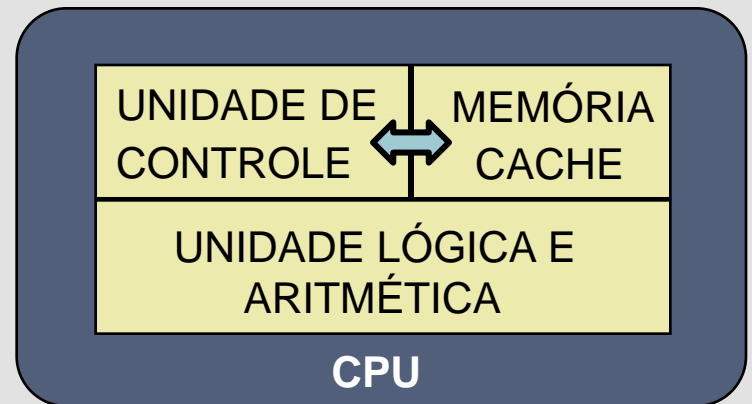 UNIDADE DE
CONTROLE
MEMÓRIA
CACHE
UNIDADE LÓGICA E
ARITMÉTICA
CPU